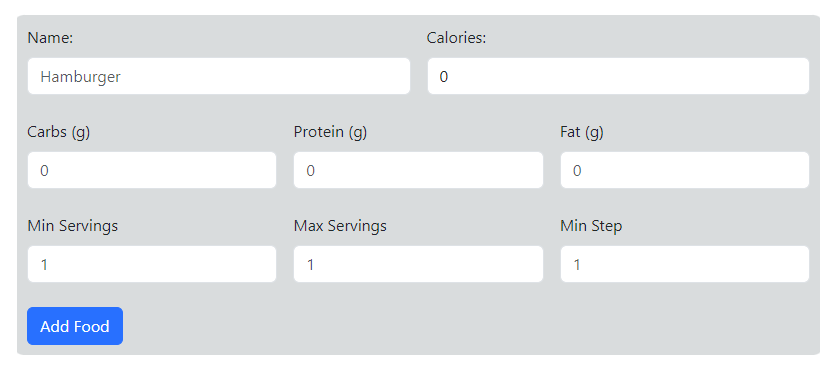 Name: Calories:
Hamburger 0
Carbs (g) Protein (g) Fat (g)
0 0 0
Min Servings Max Servings Min Step
1 1 1
Add Food